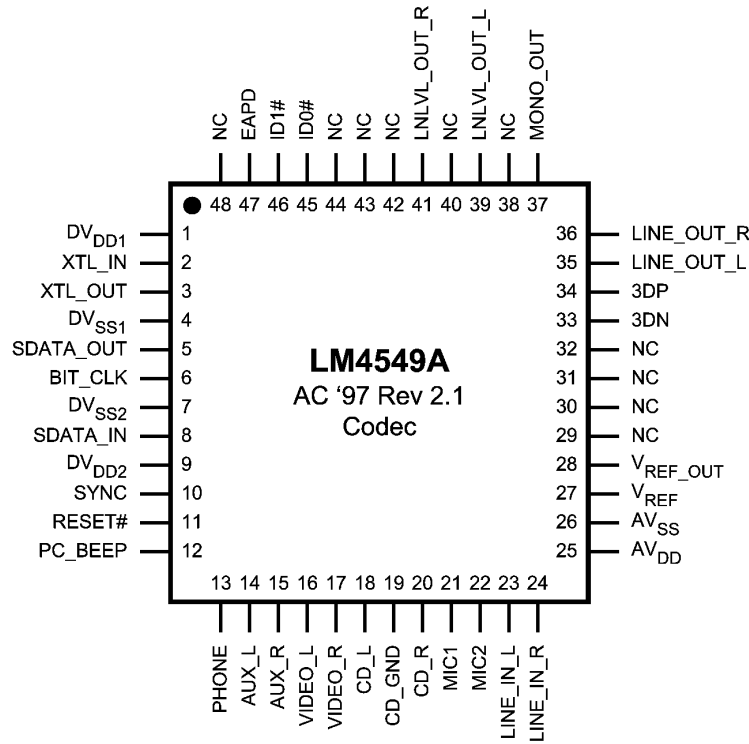 NC
EAPD
ID1#
ID0#
NC
NC
NC
LNLVL_OUT_R
NC
LNLVL_OUT_L
NC
MONO_OUT
48 47 46 45 44 43 42 41 40 39 38 37
DVDD1 1
XTL_IN 2
XTL_OUT 3
DVSS1 4
SDATA_OUT 5
BIT_CLK 6
DVSS2 7
SDATA_IN 8
DVDD2 9
SYNC 10
RESET# 11
PC_BEEP 12
LM4549A
AC ‘97 Rev 2.1
Codec
36 LINE_OUT_R
35 LINE_OUT_L
34 3DP
33 3DN
32 NC
31 NC
30 NC
29 NC
28 VREF_OUT
27 VREF
26 AVSS
25 AVDD
13 14 15 16 17 18 19 20 21 22 23 24
PHONE
AUX_L
AUX_R
VIDEO_L
VIDEO_R
CD_L
CD_GND
CD_R
MIC1
MIC2
LINE_IN_L
LINE_IN_R